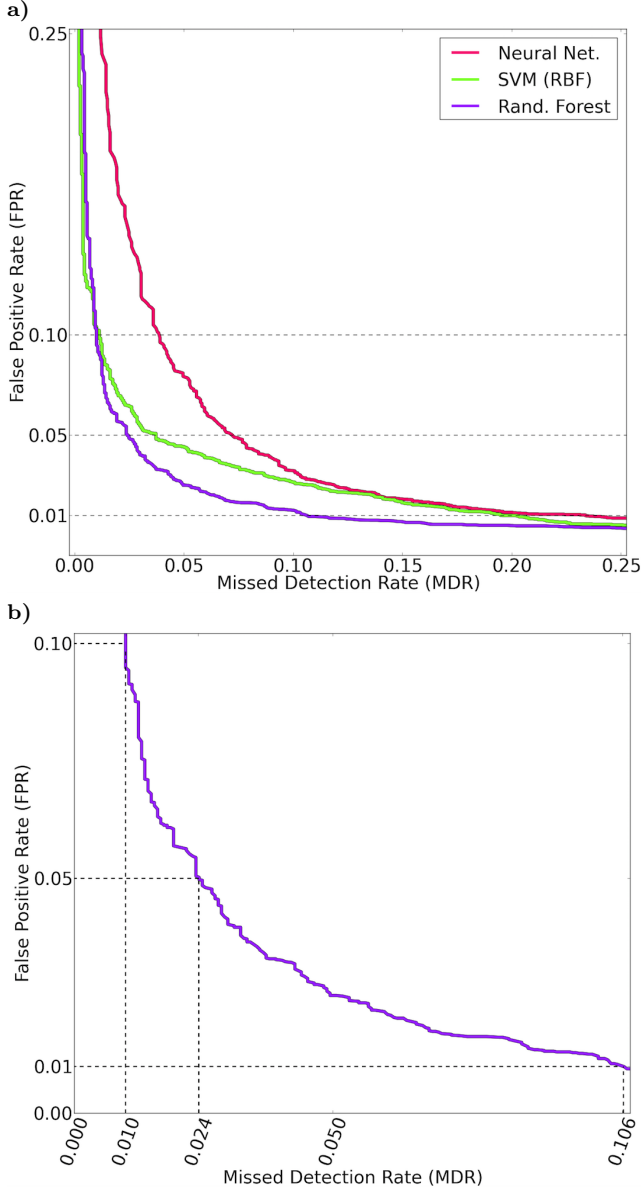 a)
0.25
Neural Net.
SVM (RBF)
Rand. Forest
False Positive Rate (FPR)
0.10
0.05
0.01
0.00 0.05 0.10 0.15 0.20 0.25
Missed Detection Rate (MDR)
b)
0.10
False Positive Rate (FPR)
0.05
0.01
0.00
0.000 0.010 0.024 0.050 0.106
Missed Detection Rate (MDR)